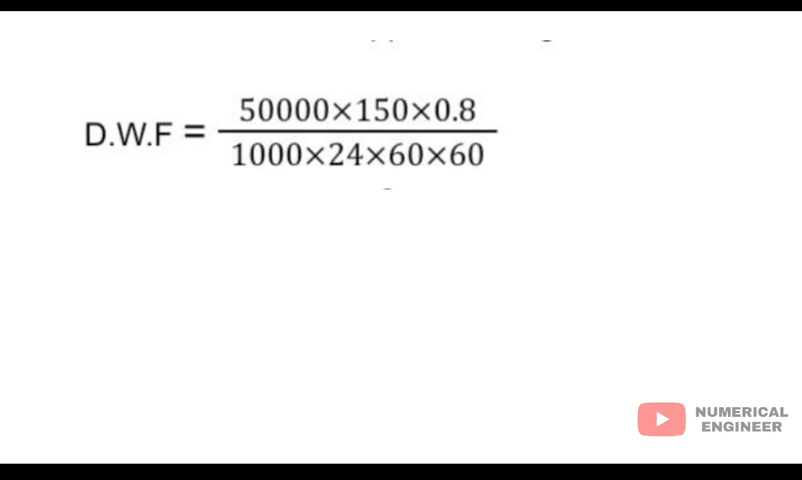 D.W.F = 50000×150×0.8
1000×24×60×60
NUMERICAL
ENGINEER